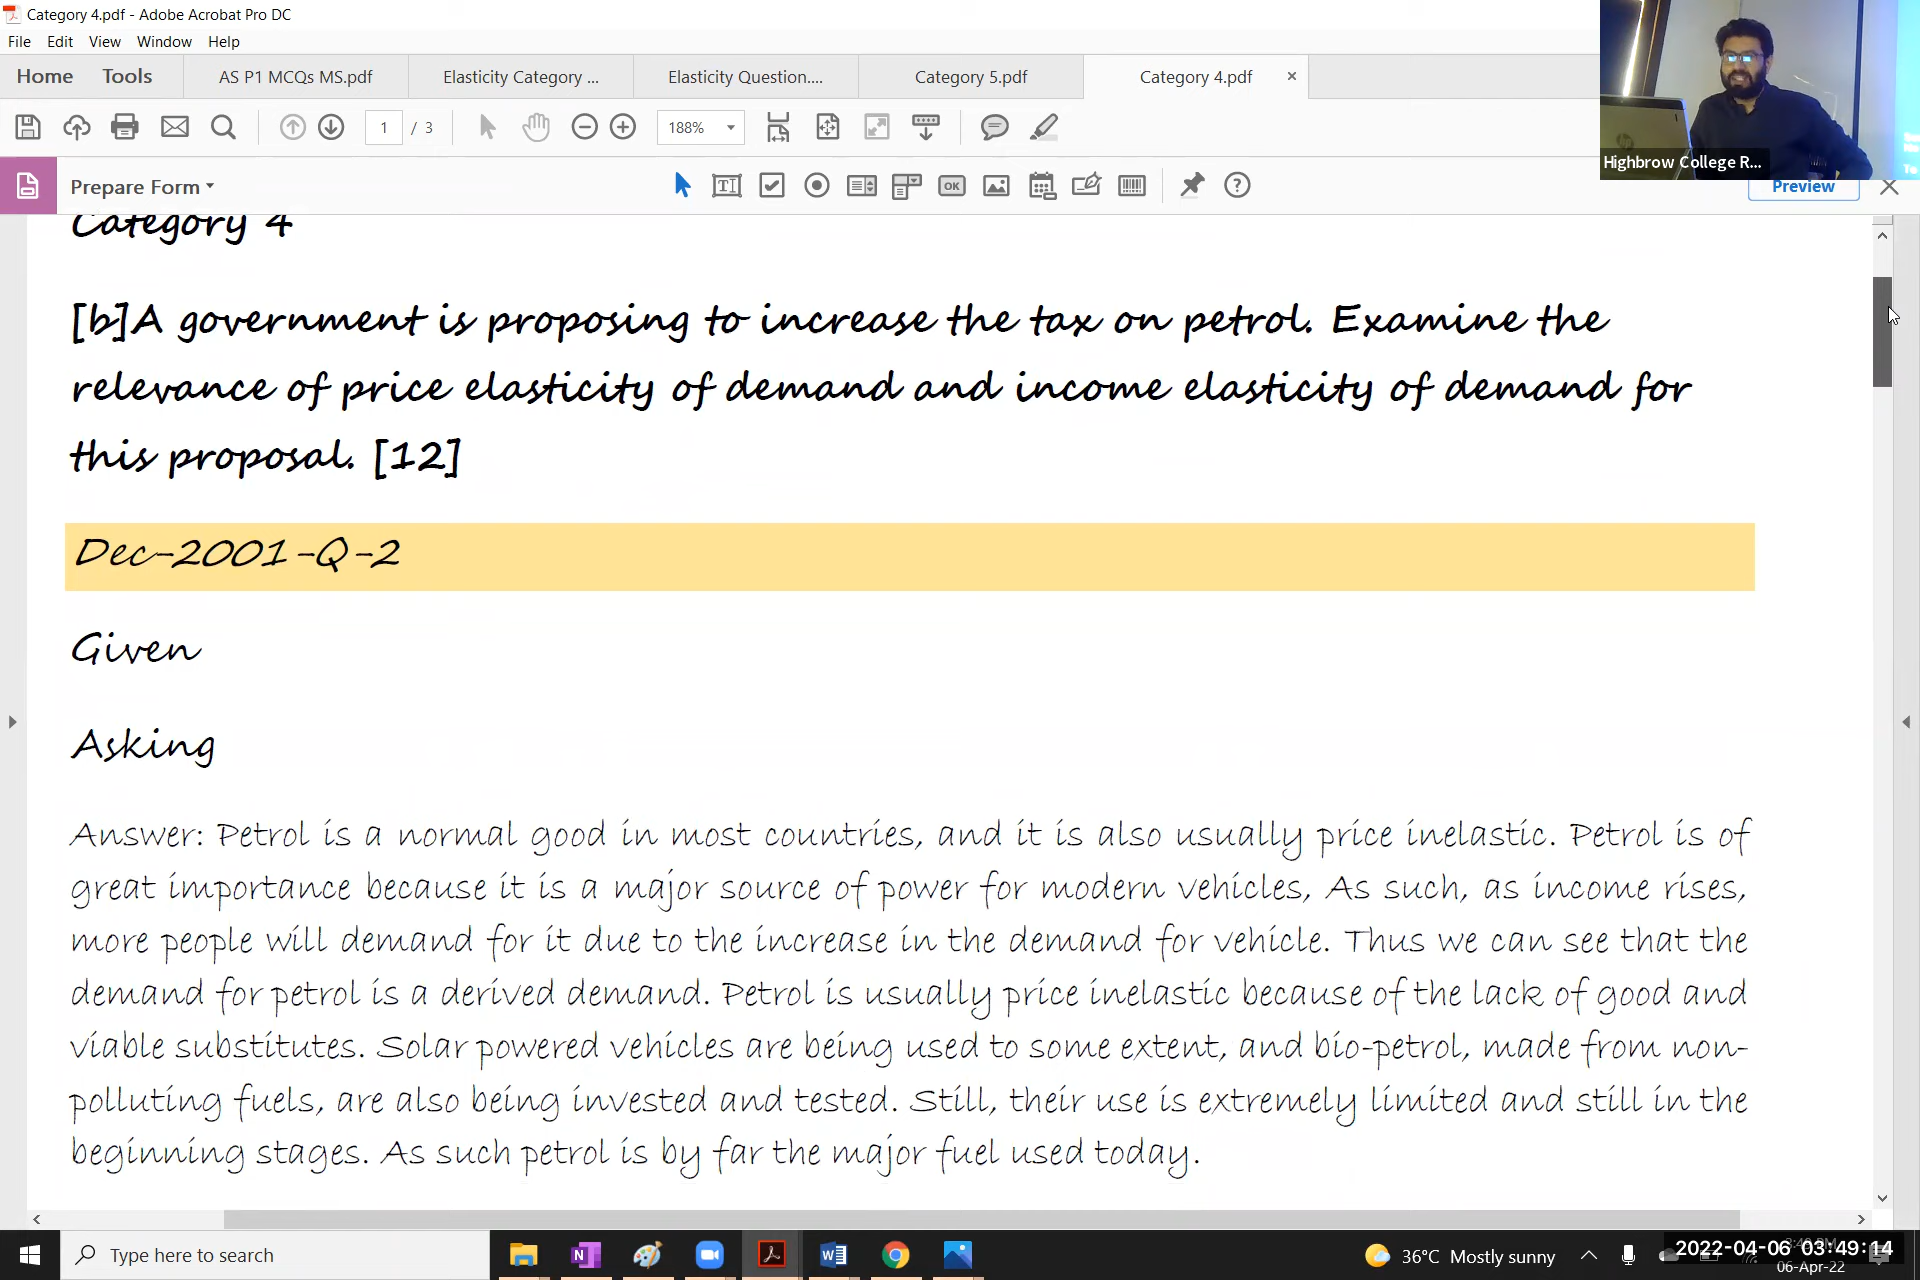 Category 4.pdf - Adobe Acrobat Pro DC
File Edit View Window Help
Home Tools AS P1 MCQs MS.pdf Elasticity Category ... Elasticity Question.... Category 5.pdf Category 4.pdf
1 / 3 188%
Highbrow College R...
Prepare Form
OK
Preview
Category 4
[b]A government is proposing to increase the tax on petrol. Examine the
relevance of price elasticity of demand and income elasticity of demand for
this proposal. [12]
Dec-2001-Q-2
Given
Asking
Answer: Petrol is a normal good in most countries, and it is also usually price inelastic. Petrol is of
great importance because it is a major source of power for modern vehicles, As such, as income rises,
more people will demand for it due to the increase in the demand for vehicle. Thus we can see that the
demand for petrol is a derived demand. Petrol is usually price inelastic because of the lack of good and
viable substitutes. Solar powered vehicles are being used to some extent, and bio-petrol, made from non-
polluting fuels, are also being invested and tested. Still, their use is extremely limited and still in the
beginning stages. As such petrol is by far the major fuel used today.
Type here to search
36°C Mostly sunny
2022-04-06 03:49:14
06-Apr-22